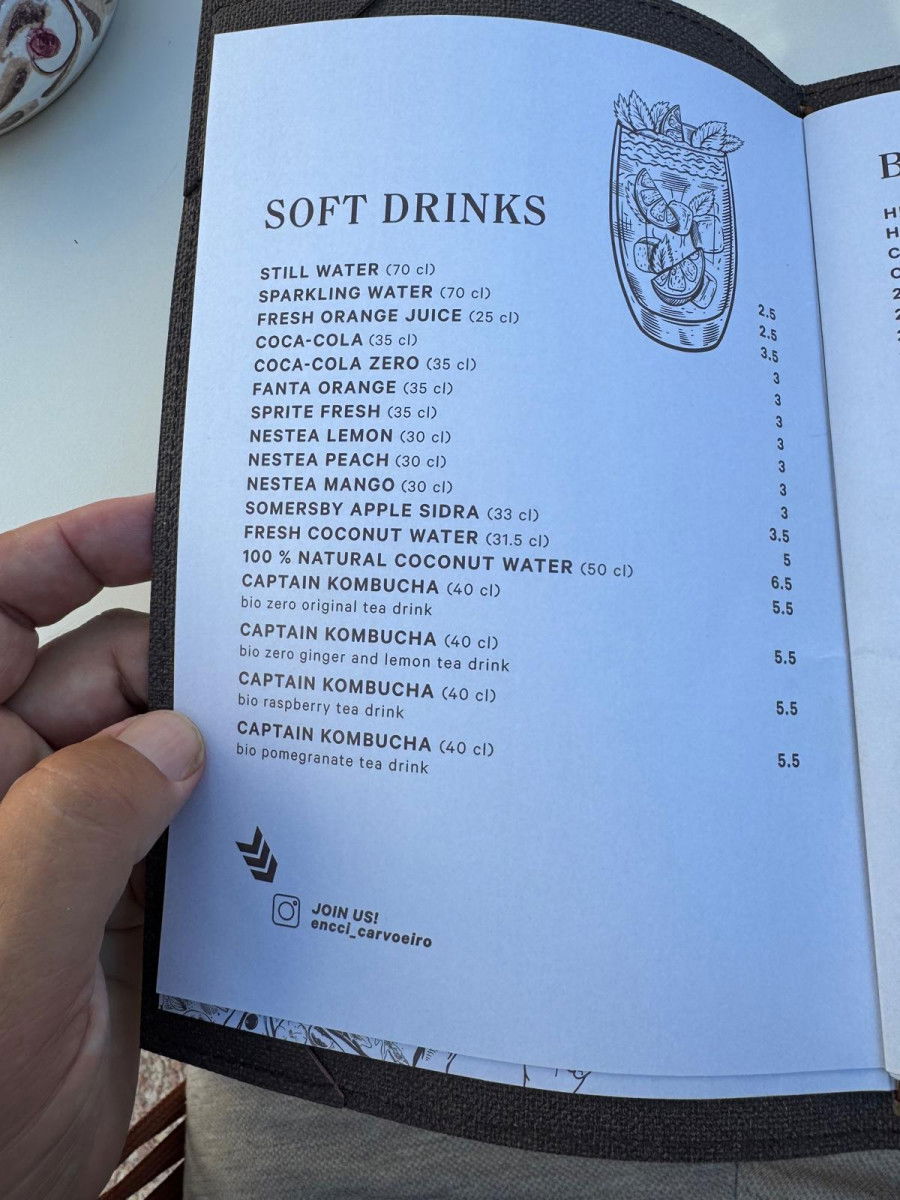 SOFT DRINKS
STILL WATER (70 cl) 2.5
SPARKLING WATER (70 cl) 2.5
FRESH ORANGE JUICE (25 cl) 3.5
COCA-COLA (35 cl) 3
COCA-COLA ZERO (35 cl) 3
FANTA ORANGE (35 cl) 3
SPRITE FRESH (35 cl) 3
NESTEA LEMON (30 cl) 3
NESTEA PEACH (30 cl) 3
NESTEA MANGO (30 cl) 3
SOMERSBY APPLE SIDRA (33 cl) 3.5
FRESH COCONUT WATER (31.5 cl) 5
100 % NATURAL COCONUT WATER (50 cl) 6.5
CAPTAIN KOMBUCHA (40 cl) 5.5
bio zero original tea drink
CAPTAIN KOMBUCHA (40 cl) 5.5
bio zero ginger and lemon tea drink
CAPTAIN KOMBUCHA (40 cl) 5.5
bio raspberry tea drink
CAPTAIN KOMBUCHA (40 cl) 5.5
bio pomegranate tea drink
JOIN US!
encci_carvoeiro